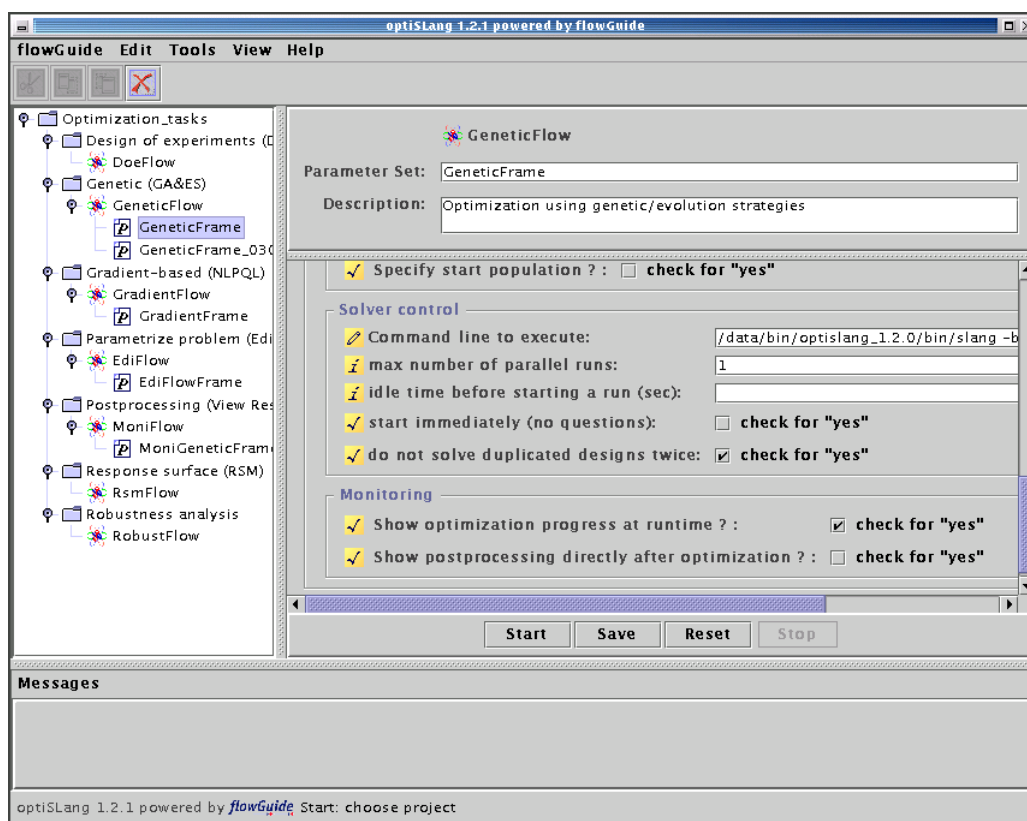 optiSLang 1.2.1 powered by flowGuide
flowGuide Edit Tools View Help
Optimization_tasks
Design of experiments (D
DoeFlow
Genetic (GA&ES)
GeneticFlow
GeneticFrame
GeneticFrame_030
Gradient-based (NLPQL)
GradientFlow
GradientFrame
Parametrize problem (Edi
EdiFlow
EdiFlowFrame
Postprocessing (View Res
MoniFlow
MoniGeneticFrame
Response surface (RSM)
RsmFlow
Robustness analysis
RobustFlow
GeneticFlow
Parameter Set: GeneticFrame
Description: Optimization using genetic/evolution strategies
Specify start population ? : check for "yes"
Solver control
Command line to execute: /data/bin/optislang_1.2.0/bin/slang -b
max number of parallel runs: 1
idle time before starting a run (sec):
start immediately (no questions): check for "yes"
do not solve duplicated designs twice: check for "yes"
Monitoring
Show optimization progress at runtime ? : check for "yes"
Show postprocessing directly after optimization ? : check for "yes"
Start Save Reset Stop
Messages
optiSLang 1.2.1 powered by flowGuide Start: choose project